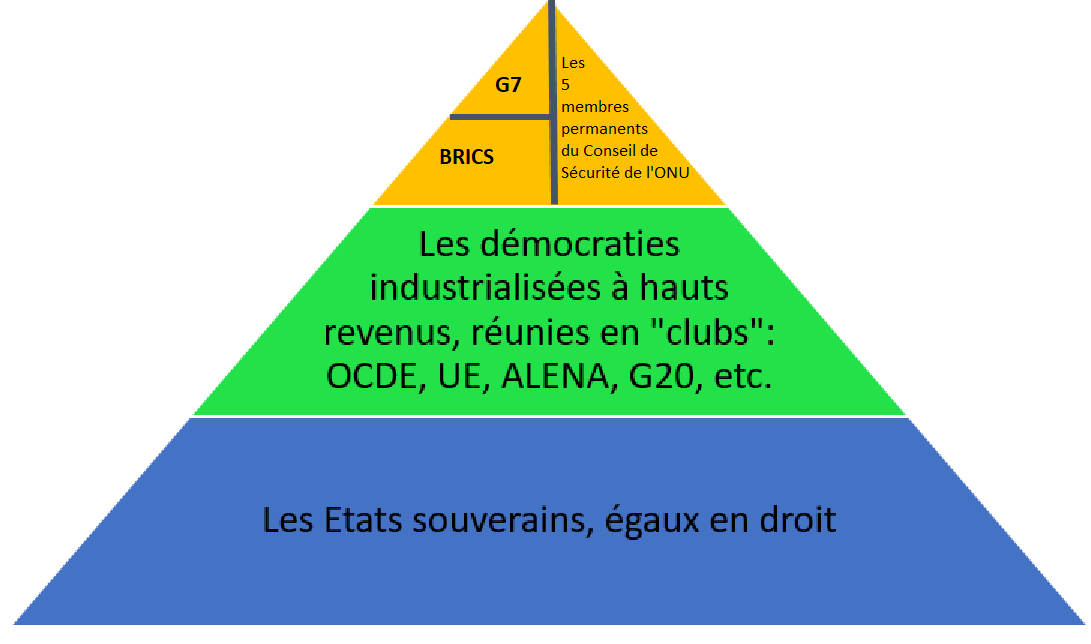 G7
BRICS
Les
5
membres
permanents
du Conseil de
Sécurité de l'ONU
Les démocraties
industrialisées à hauts
revenus, réunies en "clubs":
OCDE, UE, ALENA, G20, etc.
Les Etats souverains, égaux en droit